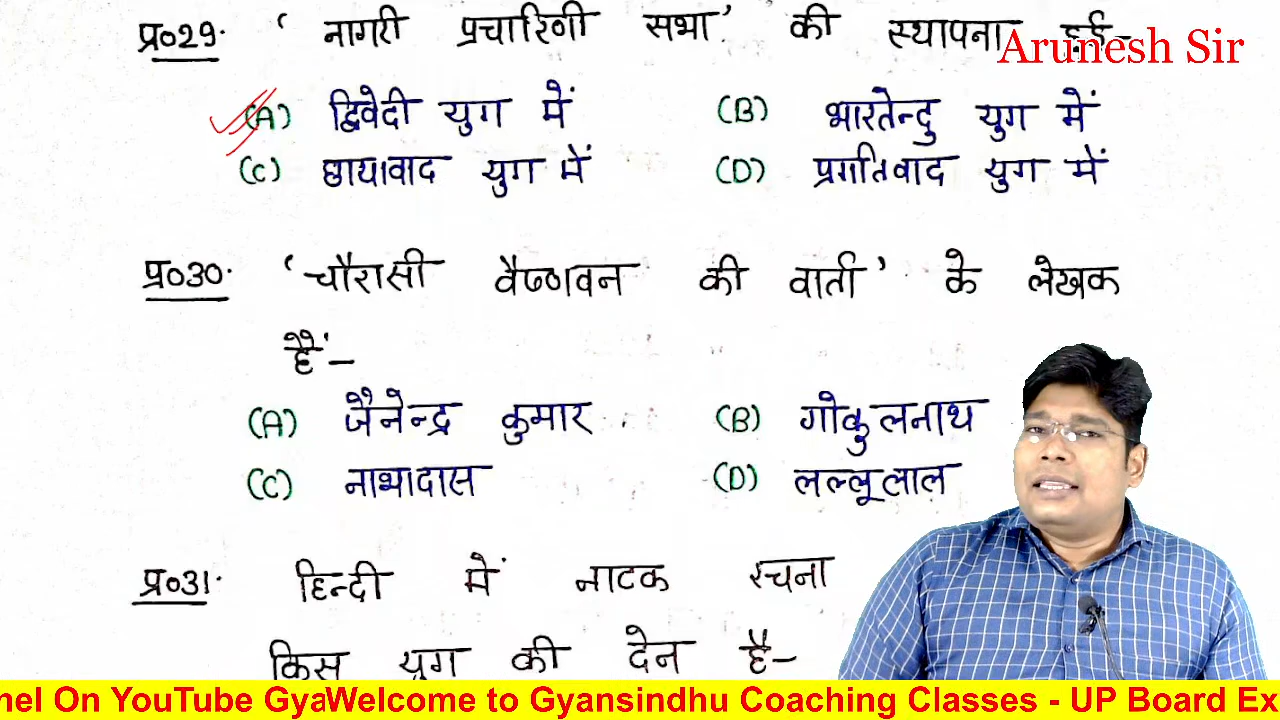 प्र०29. ‘ नागरी प्रचारिणी सभा’ की स्थापना हुई-
Arunesh Sir
(A) द्विवेदी युग में (B) भारतेन्दु युग में
(C) छायावाद युग में (D) प्रगतिवाद युग में
प्र०30. ‘चौरासी वैष्णवन की वार्ता’ के लेखक
हैं-
(A) जैनेन्द्र कुमार (B) गोकुलनाथ
(C) नाभादास (D) लल्लूलाल
प्र०31. हिन्दी में नाटक रचना
किस युग की देन है-
nel On YouTube GyaWelcome to Gyansindhu Coaching Classes - UP Board Ex